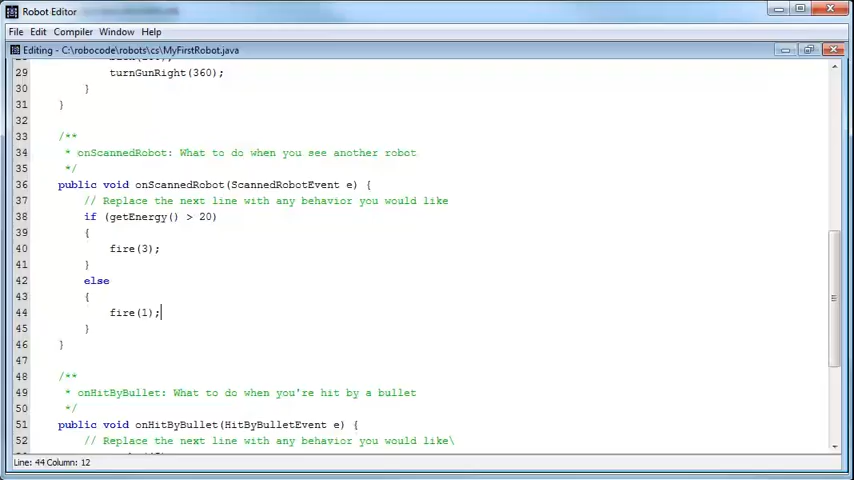 Robot Editor
File Edit Compiler Window Help
Editing - C:\robocode\robots\cs\MyFirstRobot.java
29 turnGunRight(360);
30 }
31 }
32
33 /**
34 * onScannedRobot: What to do when you see another robot
35 */
36 public void onScannedRobot(ScannedRobotEvent e) {
37 // Replace the next line with any behavior you would like
38 if (getEnergy() > 20)
39 {
40 fire(3);
41 }
42 else
43 {
44 fire(1);
45 }
46 }
47
48 /**
49 * onHitByBullet: What to do when you're hit by a bullet
50 */
51 public void onHitByBullet(HitByBulletEvent e) {
52 // Replace the next line with any behavior you would like\
Line: 44 Column: 12